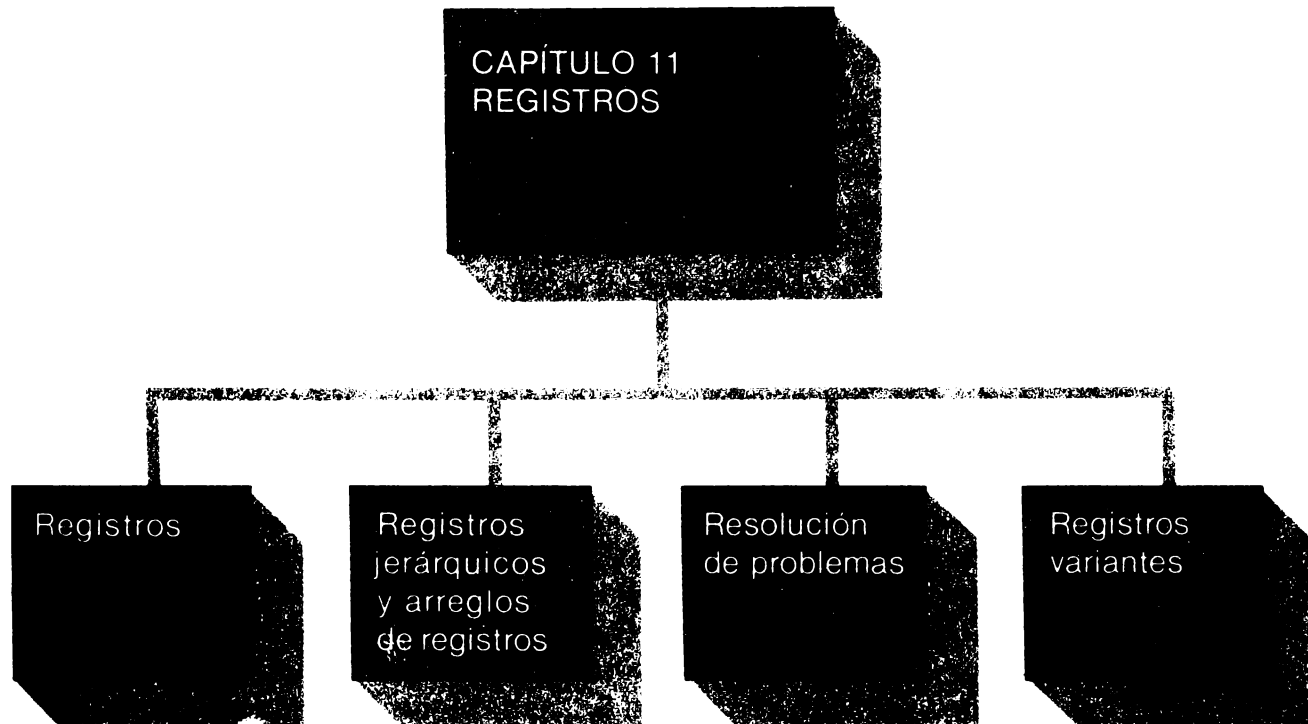 CAPÍTULO 11
REGISTROS
Registros
Registros
jerárquicos
y arreglos
de registros
Resolución
de problemas
Registros
variantes